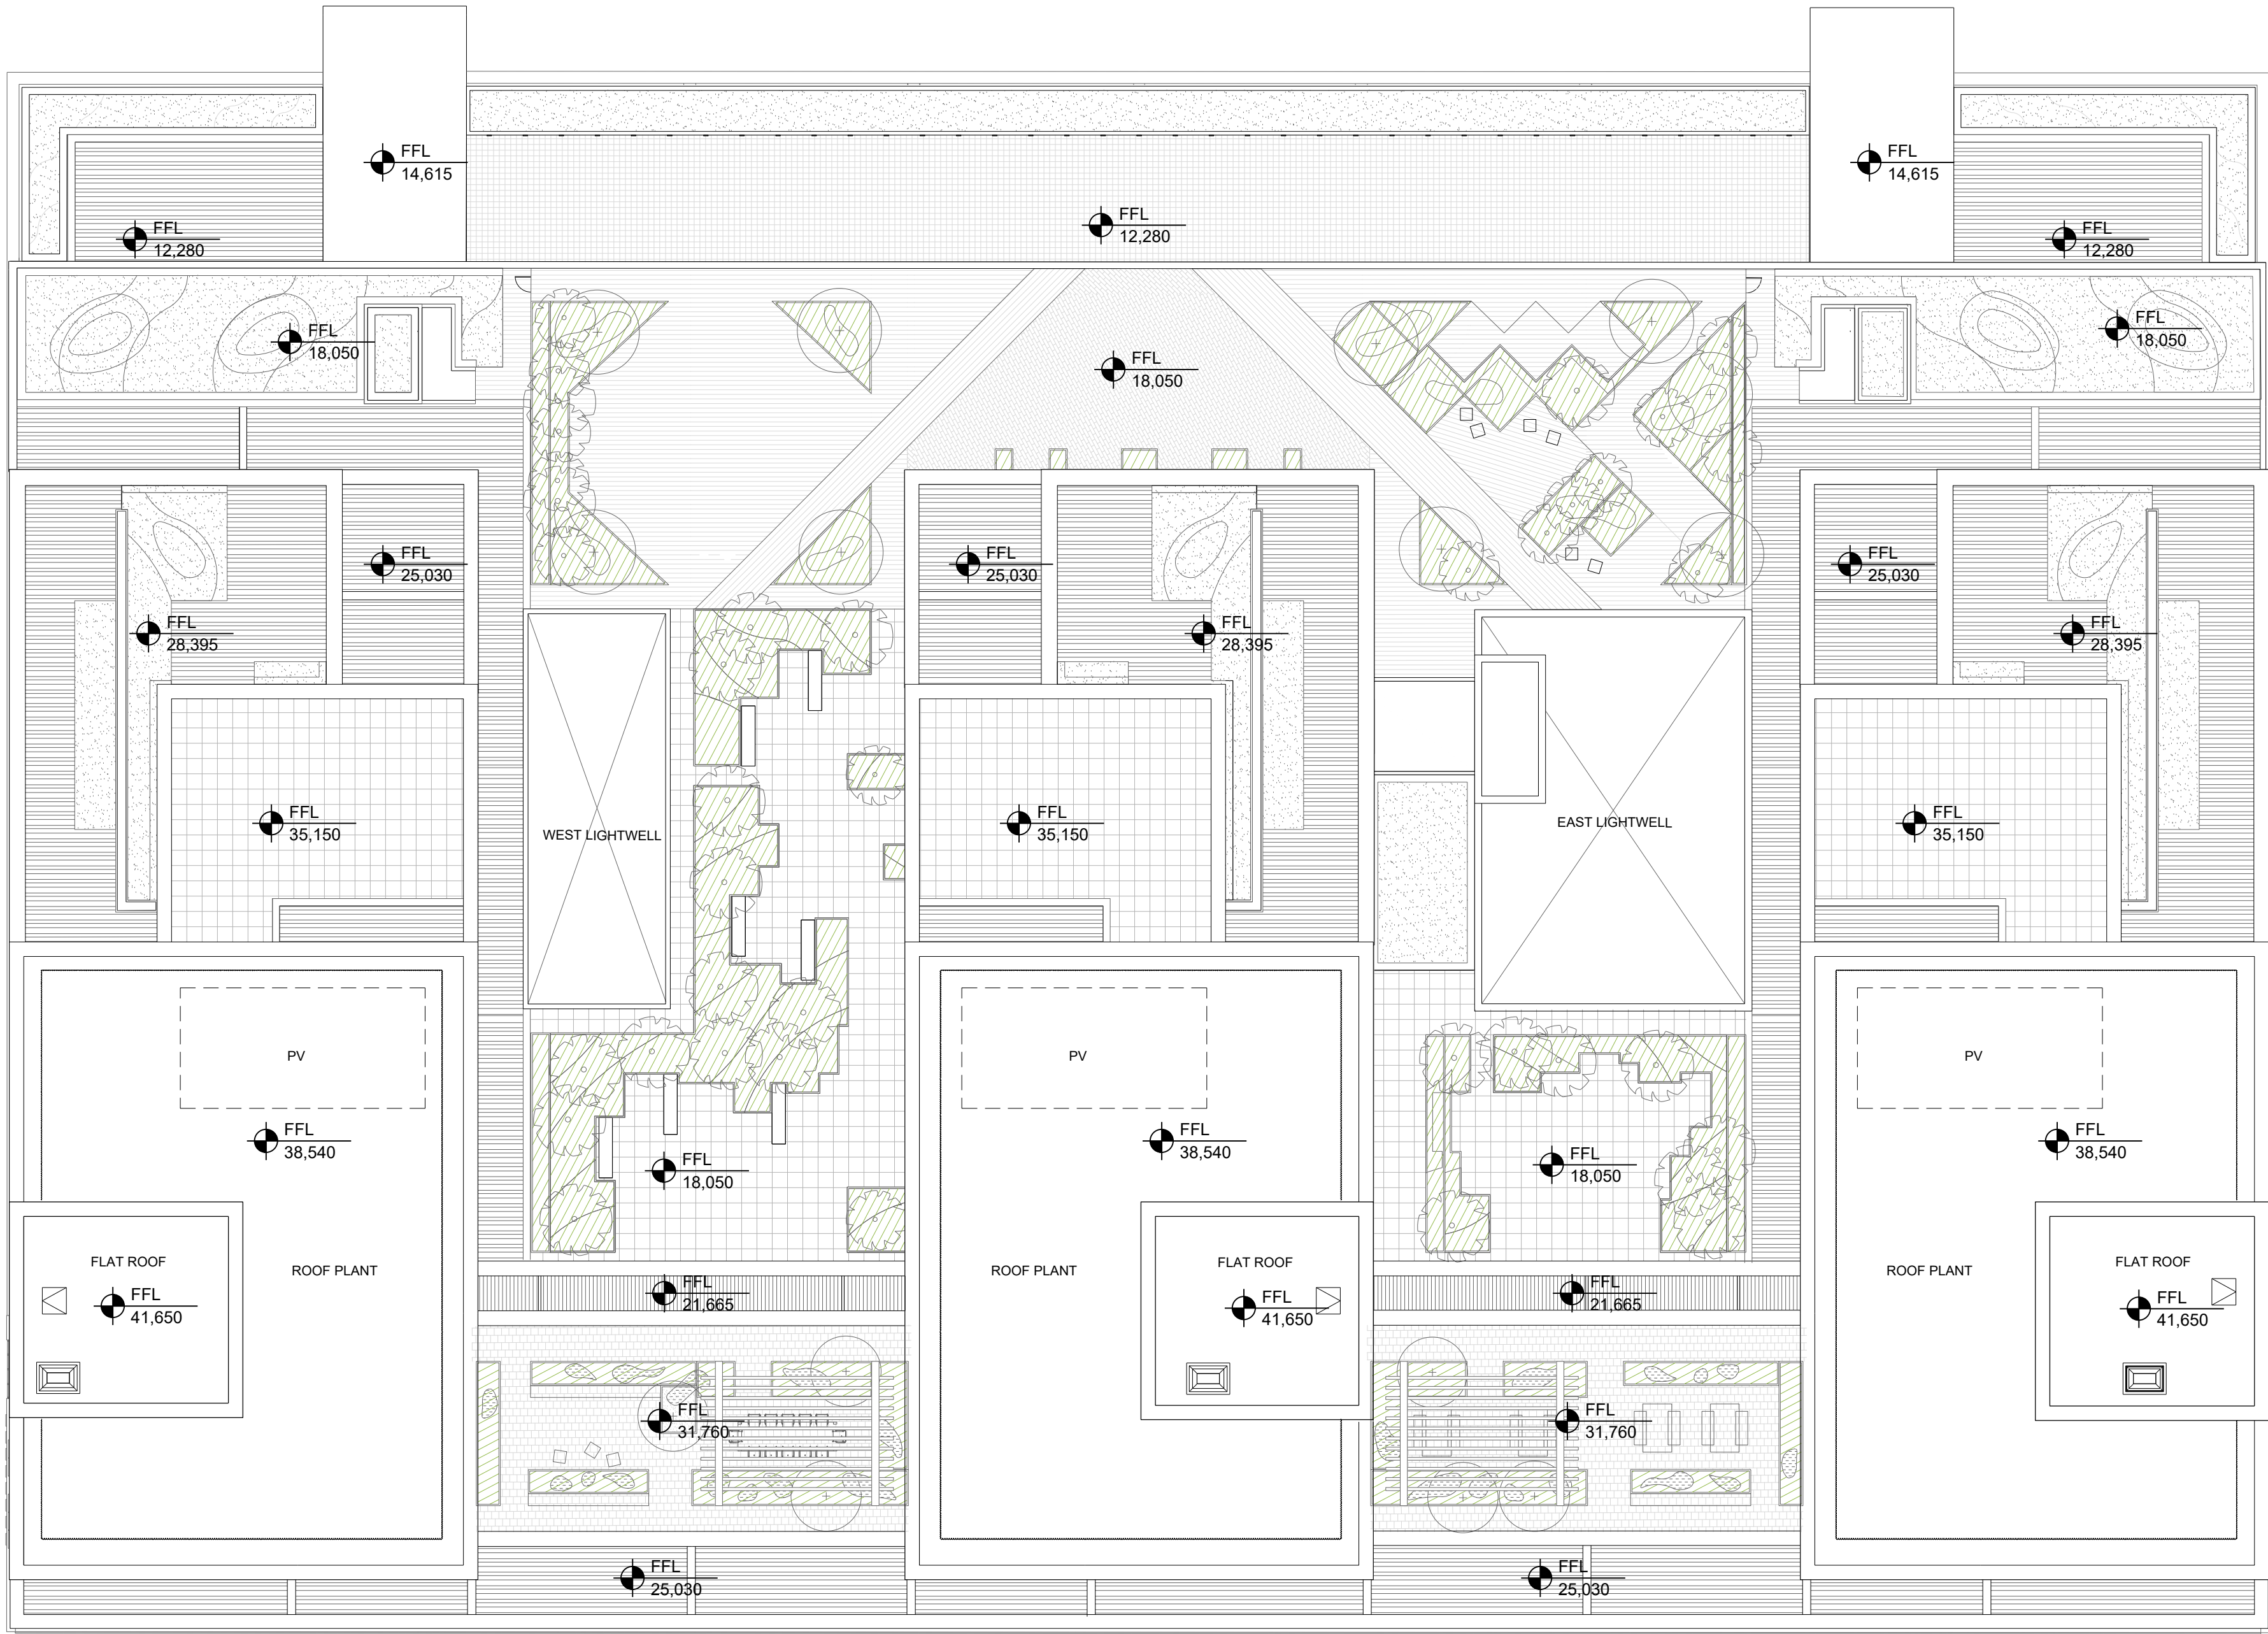 FFL
14,615
FFL
14,615
FFL
12,280
FFL
12,280
FFL
12,280
FFL
18,050
FFL
18,050
FFL
18,050
FFL
25,030
FFL
25,030
FFL
25,030
FFL
28,395
FFL
28,395
FFL
28,395
FFL
35,150
WEST LIGHTWELL
FFL
35,150
EAST LIGHTWELL
FFL
35,150
PV
PV
PV
FFL
38,540
FFL
38,540
FFL
38,540
FFL
18,050
FFL
18,050
FLAT ROOF
ROOF PLANT
ROOF PLANT
FLAT ROOF
ROOF PLANT
FLAT ROOF
FFL
41,650
FFL
21,665
FFL
41,650
FFL
21,665
FFL
41,650
FFL
31,760
FFL
31,760
FFL
25,030
FFL
25,030